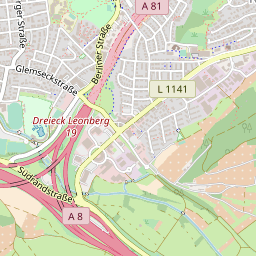 A 81
Berliner Straße
Glemseckstraße
L 1141
Dreieck Leonberg
19
Südrandstraße
A 8